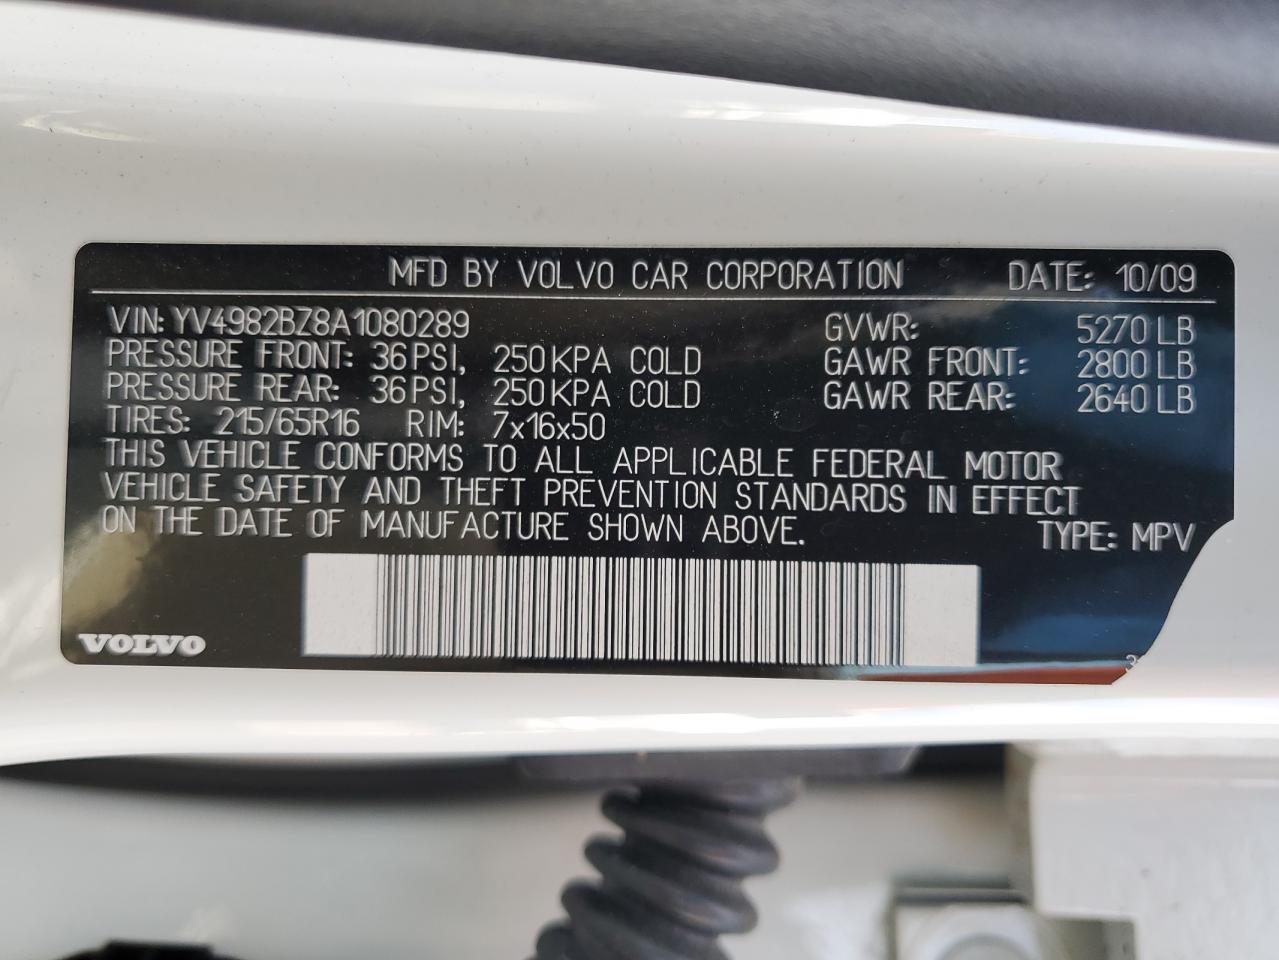 MFD BY VOLVO CAR CORPORATION DATE: 10/09
VIN: YV4982BZ8A1080289 GVWR: 5270 LB
PRESSURE FRONT: 36 PSI, 250 KPA COLD GAWR FRONT: 2800 LB
PRESSURE REAR: 36 PSI, 250 KPA COLD GAWR REAR: 2640 LB
TIRES: 215/65R16 RIM: 7x16x50
THIS VEHICLE CONFORMS TO ALL APPLICABLE FEDERAL MOTOR
VEHICLE SAFETY AND THEFT PREVENTION STANDARDS IN EFFECT
ON THE DATE OF MANUFACTURE SHOWN ABOVE. TYPE: MPV
VOLVO